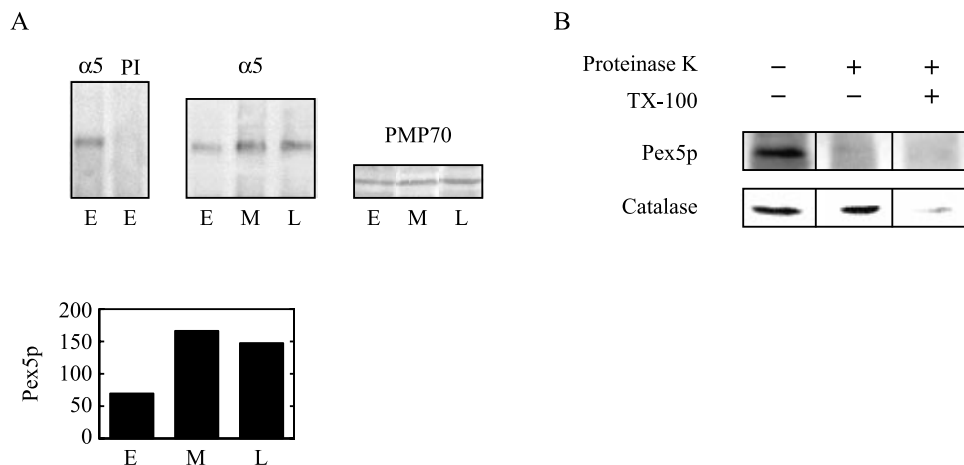 A
α5 PI
α5
PMP70
E E
E M L
E M L
200
150
100
50
0
Pex5p
E M L
B
Proteinase K − + +
TX-100 − − +
Pex5p
Catalase